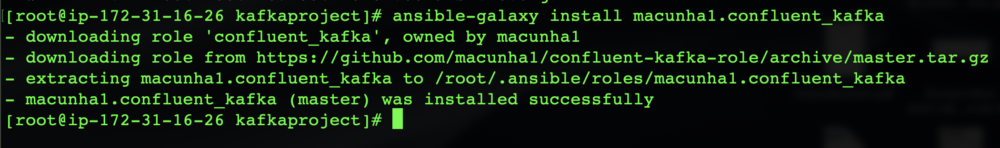 [root@ip-172-31-16-26 kafkaproject]# ansible-galaxy install macunha1.confluent_kafka
- downloading role 'confluent_kafka', owned by macunha1
- downloading role from https://github.com/macunha1/confluent-kafka-role/archive/master.tar.gz
- extracting macunha1.confluent_kafka to /root/.ansible/roles/macunha1.confluent_kafka
- macunha1.confluent_kafka (master) was installed successfully
[root@ip-172-31-16-26 kafkaproject]#